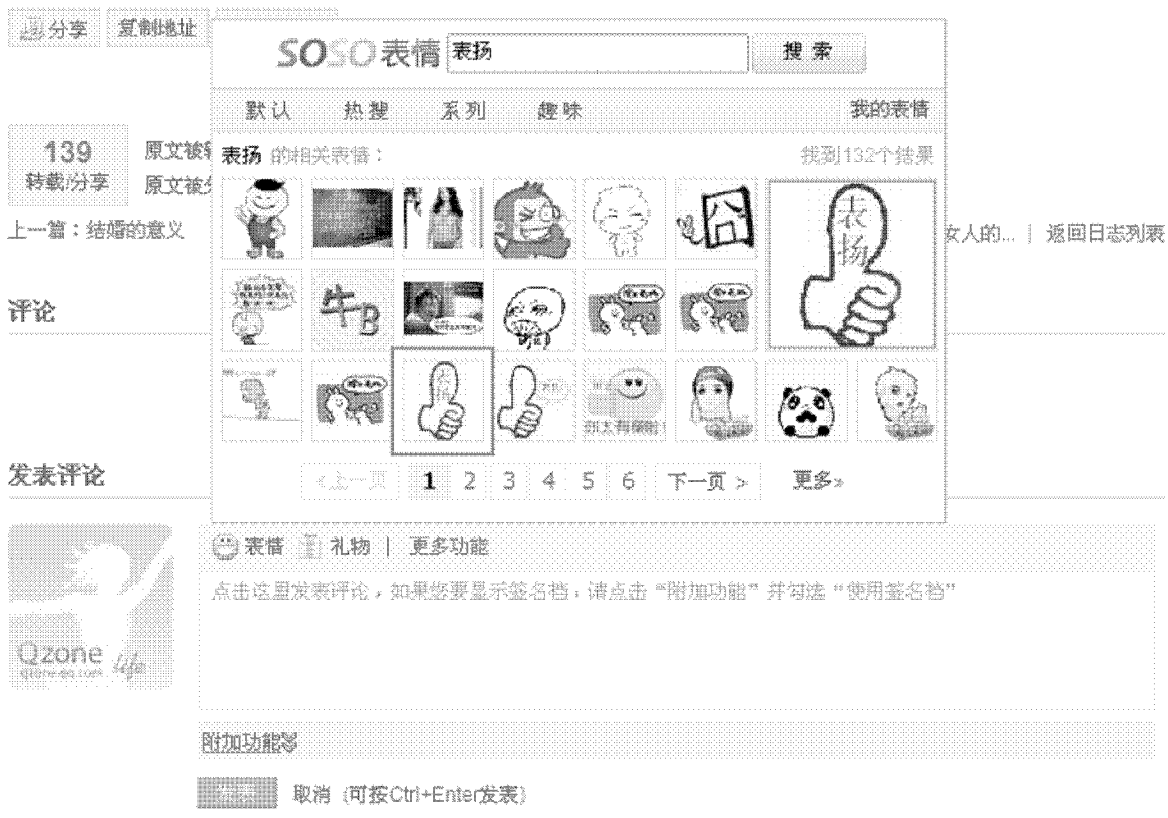 分享 复制地址
SOSO表情 表扬 搜 索
默认 热搜 系列 趣味 我的表情
139
转载/分享
原文被转
原文被分
表扬 的相关表情：
找到132个结果
上一篇：结婚的意义
女人的... | 返回日志列表
表
扬
牛B
评论
<上一页 1 2 3 4 5 6 下一页 > 更多»
发表评论
表情 礼物 | 更多功能
点击这里发表评论，如果您要显示签名档，请点击“附加功能”并勾选“使用签名档”
Qzone life
qzone.qq.com
附加功能
取消 (可按Ctrl+Enter发表)